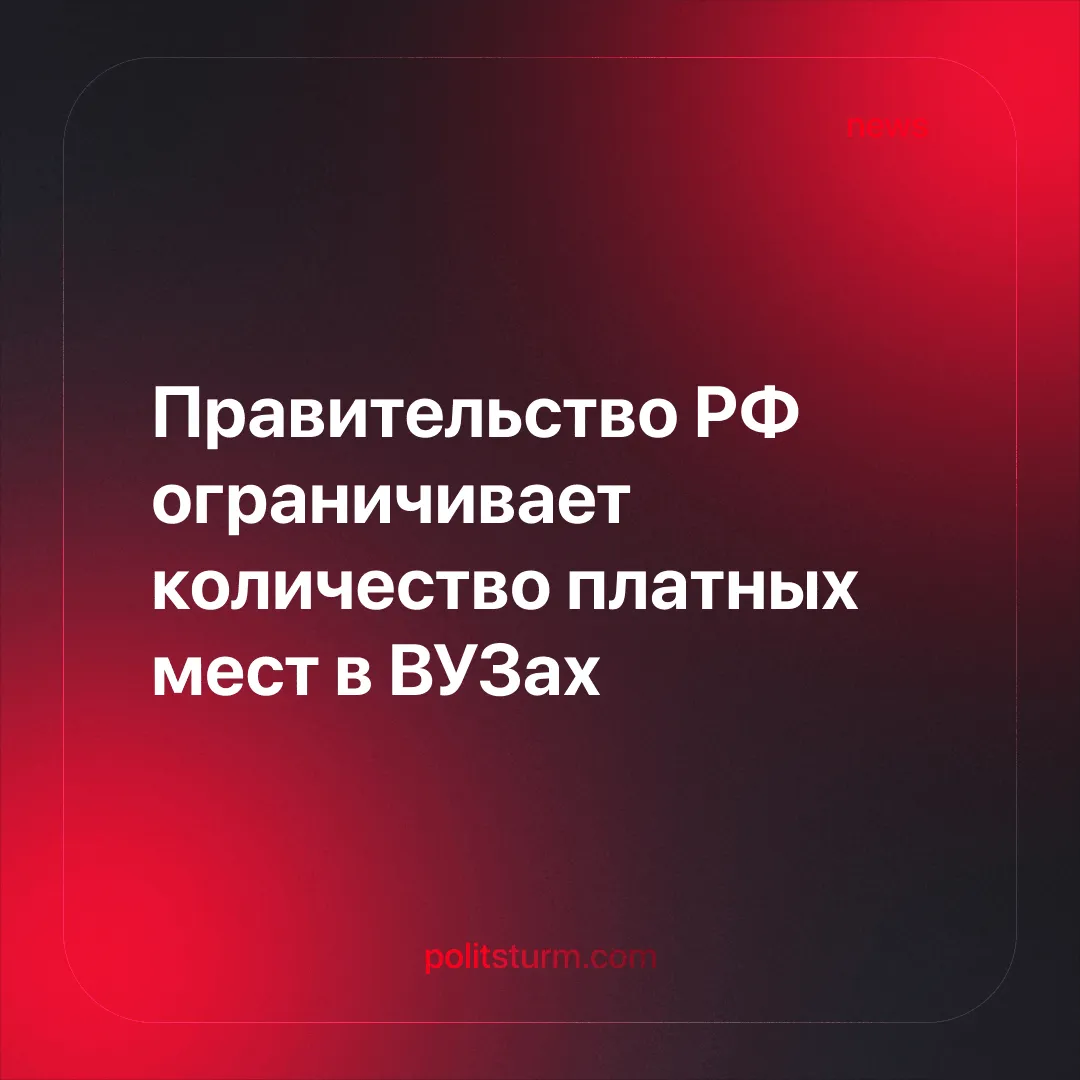 news
Правительство РФ
ограничивает
количество платных
мест в ВУЗах
politsturm.com